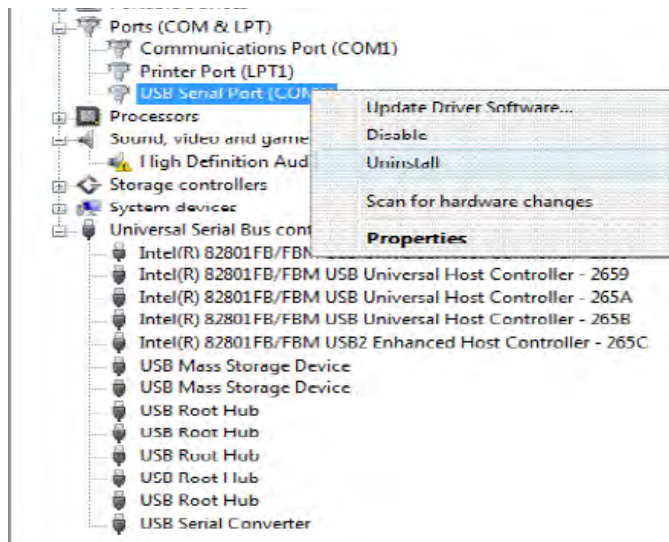 Ports (COM & LPT)
Communications Port (COM1)
Printer Port (LPT1)
USB Serial Port (COM
Update Driver Software...
Disable
Uninstall
Scan for hardware changes
Properties
Processors
Sound, video and game
High Definition Aud
Storage controllers
System devices
Universal Serial Bus cont
Intel(R) 82801FB/FBM
Intel(R) 82801FB/FBM USB Universal Host Controller - 2659
Intel(R) 82801FB/FBM USB Universal Host Controller - 265A
Intel(R) 82801FB/FBM USB Universal Host Controller - 265B
Intel(R) 82801FB/FBM USB2 Enhanced Host Controller - 265C
USB Mass Storage Device
USB Mass Storage Device
USB Root Hub
USB Root Hub
USB Root Hub
USB Root Hub
USB Root Hub
USB Serial Converter